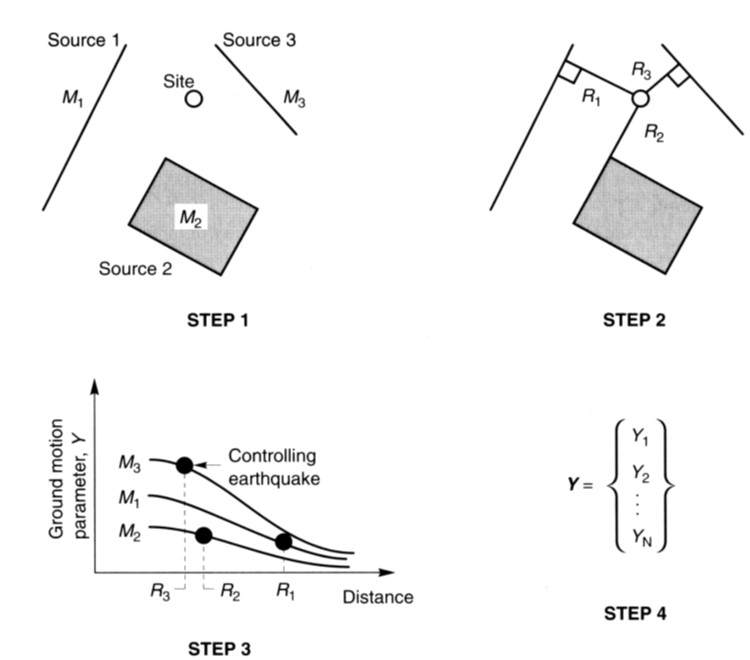 Source 1
Source 3
Site
M1
M3
M2
Source 2
STEP 1
R3
R1
R2
STEP 2
Ground motion
parameter, Y
M3
M1
M2
Controlling
earthquake
R3
R2
R1
Distance
STEP 3
Y =
Y1
Y2
⋮
YN
STEP 4